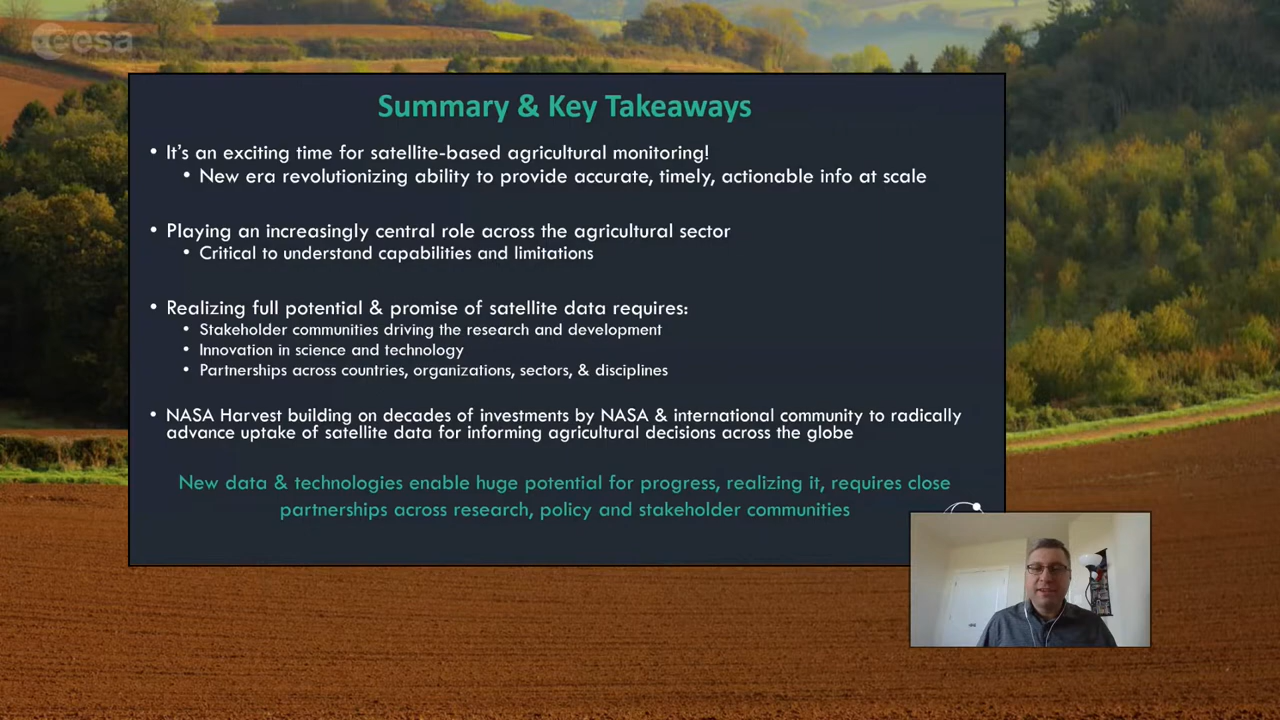 esa
Summary & Key Takeaways
• It's an exciting time for satellite-based agricultural monitoring!
• New era revolutionizing ability to provide accurate, timely, actionable info at scale
• Playing an increasingly central role across the agricultural sector
• Critical to understand capabilities and limitations
• Realizing full potential & promise of satellite data requires:
• Stakeholder communities driving the research and development
• Innovation in science and technology
• Partnerships across countries, organizations, sectors, & disciplines
• NASA Harvest building on decades of investments by NASA & international community to radically
advance uptake of satellite data for informing agricultural decisions across the globe
New data & technologies enable huge potential for progress, realizing it, requires close
partnerships across research, policy and stakeholder communities